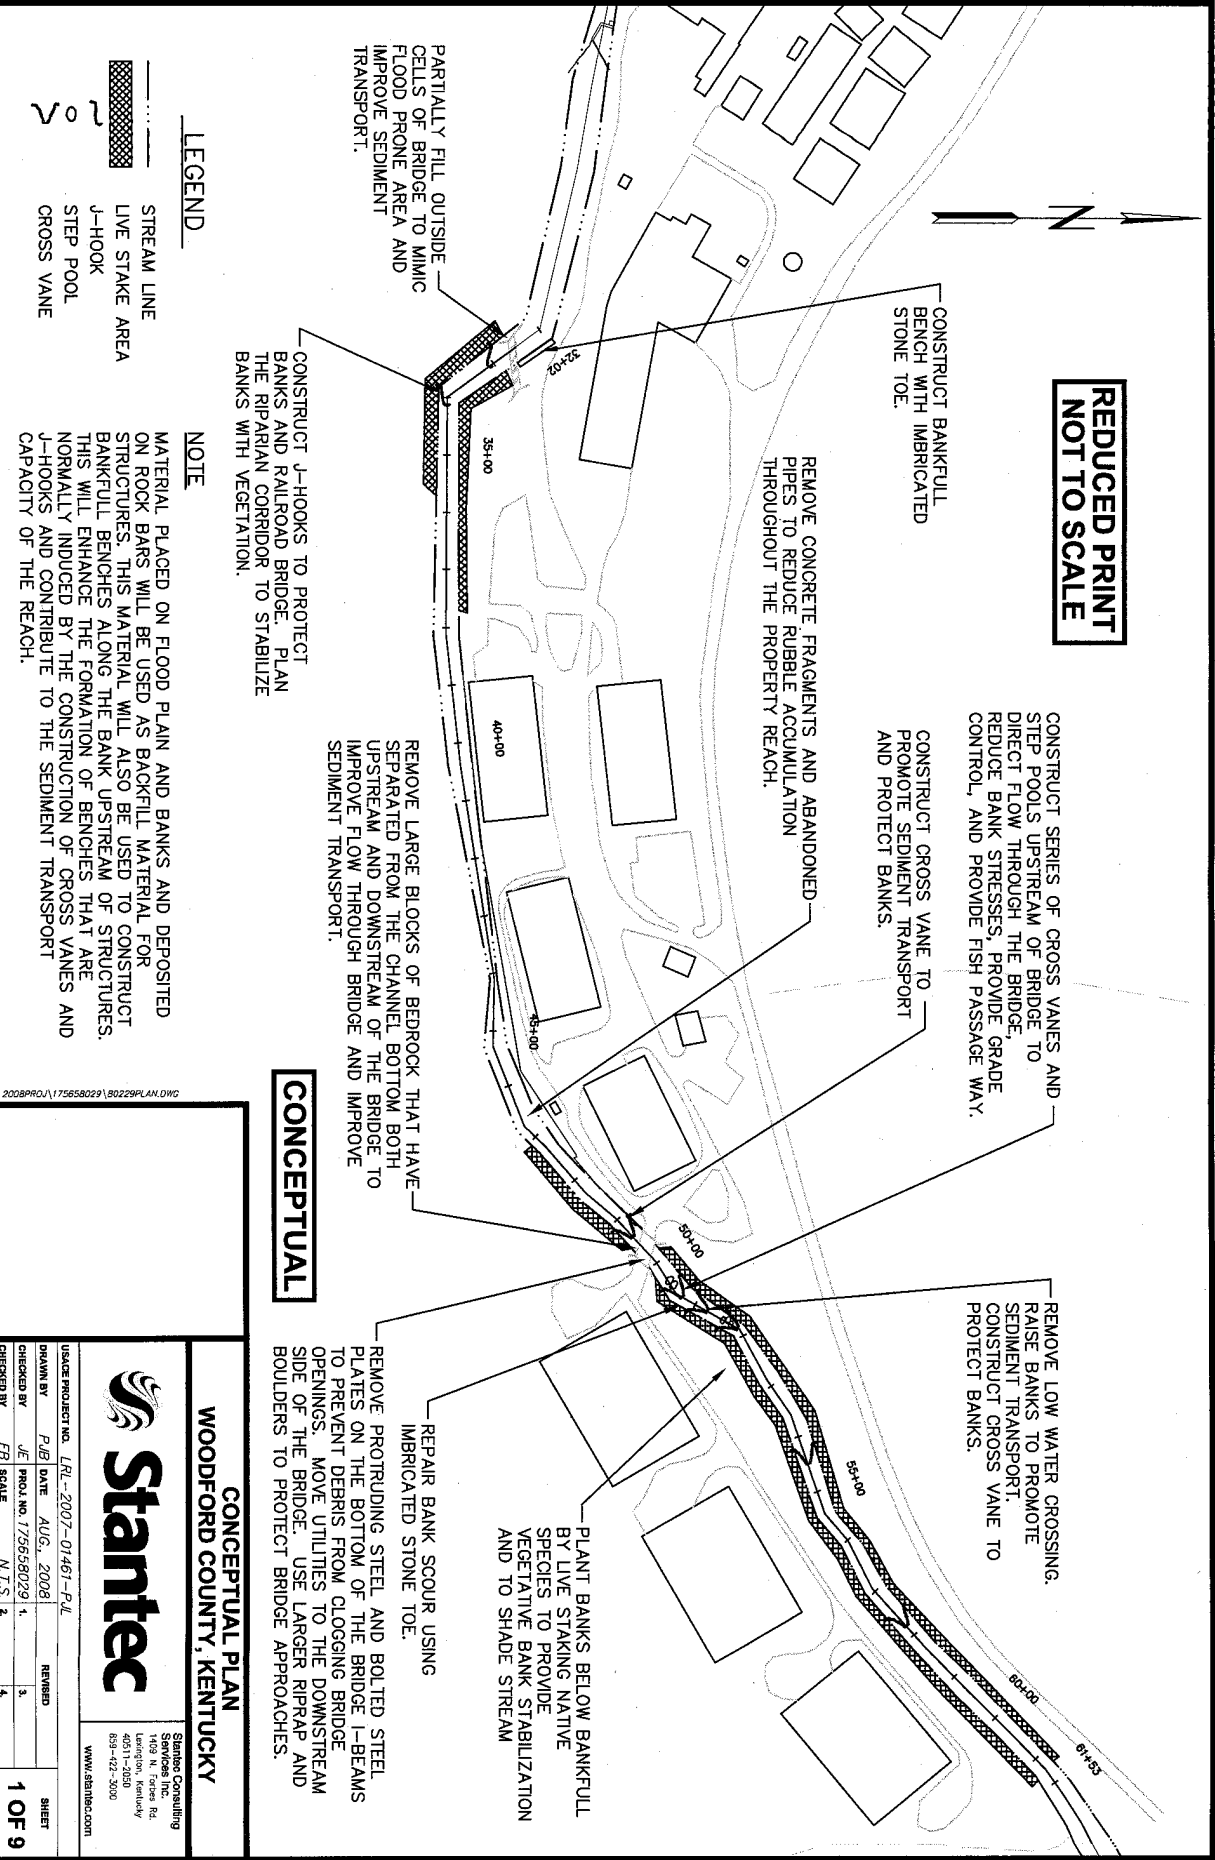 REDUCED PRINT
NOT TO SCALE
N
CONSTRUCT SERIES OF CROSS VANES AND
STEP POOLS UPSTREAM OF BRIDGE TO
DIRECT FLOW THROUGH THE BRIDGE,
REDUCE BANK STRESSES, PROVIDE GRADE
CONTROL, AND PROVIDE FISH PASSAGE WAY.
REMOVE LOW WATER CROSSING.
RAISE BANKS TO PROMOTE
SEDIMENT TRANSPORT.
CONSTRUCT CROSS VANE TO
PROTECT BANKS.
CONSTRUCT BANKFULL
BENCH WITH IMBRICATED
STONE TOE.
CONSTRUCT CROSS VANE TO
PROMOTE SEDIMENT TRANSPORT
AND PROTECT BANKS.
REMOVE CONCRETE FRAGMENTS AND ABANDONED
PIPES TO REDUCE RUBBLE ACCUMULATION
THROUGHOUT THE PROPERTY REACH.
32+02
35+00
40+00
45+00
50+00
55+00
60+00
61+53
PARTIALLY FILL OUTSIDE
CELLS OF BRIDGE TO MIMIC
FLOOD PRONE AREA AND
IMPROVE SEDIMENT
TRANSPORT.
CONSTRUCT J-HOOKS TO PROTECT
BANKS AND RAILROAD BRIDGE. PLAN
THE RIPARIAN CORRIDOR TO STABILIZE
BANKS WITH VEGETATION.
REMOVE LARGE BLOCKS OF BEDROCK THAT HAVE
SEPARATED FROM THE CHANNEL BOTTOM BOTH
UPSTREAM AND DOWNSTREAM OF THE BRIDGE TO
IMPROVE FLOW THROUGH BRIDGE AND IMPROVE
SEDIMENT TRANSPORT.
PLANT BANKS BELOW BANKFULL
BY LIVE STAKING NATIVE
SPECIES TO PROVIDE
VEGETATIVE BANK STABILIZATION
AND TO SHADE STREAM
REPAIR BANK SCOUR USING
IMBRICATED STONE TOE.
REMOVE PROTRUDING STEEL AND BOLTED STEEL
PLATES ON THE BOTTOM OF THE BRIDGE I-BEAMS
TO PREVENT DEBRIS FROM CLOGGING BRIDGE
OPENINGS. MOVE UTILITIES TO THE DOWNSTREAM
SIDE OF THE BRIDGE. USE LARGER RIPRAP AND
BOULDERS TO PROTECT BRIDGE APPROACHES.
CONCEPTUAL
LEGEND
STREAM LINE
LIVE STAKE AREA
J-HOOK
STEP POOL
CROSS VANE
NOTE
MATERIAL PLACED ON FLOOD PLAIN AND BANKS AND DEPOSITED
ON ROCK BARS WILL BE USED AS BACKFILL MATERIAL FOR
STRUCTURES. THIS MATERIAL WILL ALSO BE USED TO CONSTRUCT
BANKFULL BENCHES ALONG THE BANK UPSTREAM OF STRUCTURES.
THIS WILL ENHANCE THE FORMATION OF BENCHES THAT ARE
NORMALLY INDUCED BY THE CONSTRUCTION OF CROSS VANES AND
J-HOOKS AND CONTRIBUTE TO THE SEDIMENT TRANSPORT
CAPACITY OF THE REACH.
2008PROJ\175658029\B0229PLAN.DWG
CONCEPTUAL PLAN
WOODFORD COUNTY, KENTUCKY
Stantec
Stantec Consulting
Services Inc.
1409 N. Forbes Rd.
Lexington, Kentucky
40511-2050
859-422-3000
www.stantec.com
USACE PROJECT NO. LRL-2007-01461-PJL
DRAWN BY PJB DATE AUG., 2008 REVISED SHEET
CHECKED BY JE PROJ. NO. 175658029 1. 3. 1 OF 9
CHECKED BY FB SCALE N.T.S. 2. 4.